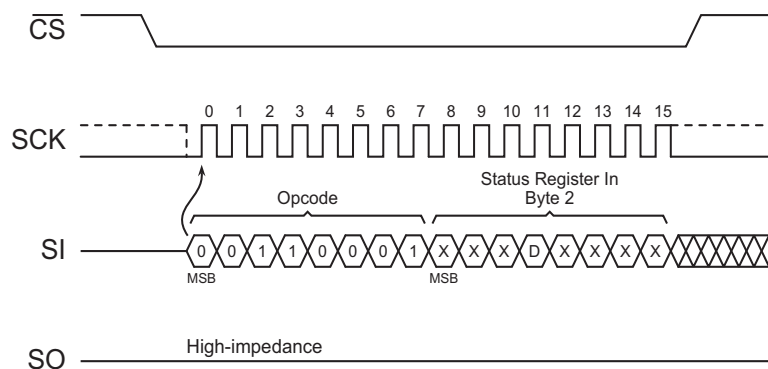 CS
0 1 2 3 4 5 6 7 8 9 10 11 12 13 14 15
SCK
Status Register In
Byte 2
Opcode
SI
0 0 1 1 0 0 0 1 X X X D X X X X
MSB MSB
High-impedance
SO